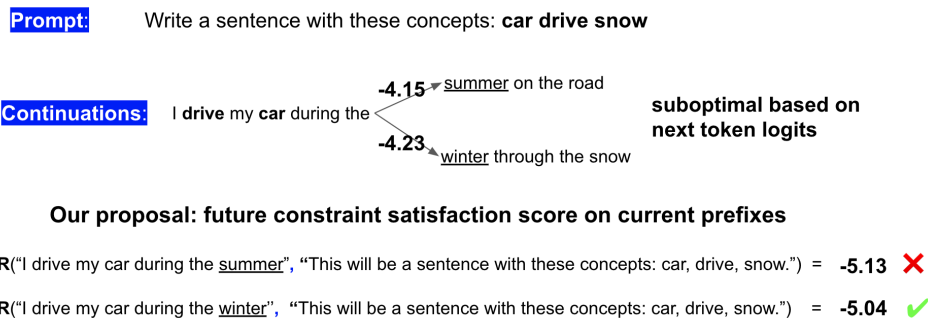 Prompt: Write a sentence with these concepts: car drive snow
-4.15 summer on the road
Continuations: I drive my car during the
suboptimal based on
next token logits
-4.23 winter through the snow
Our proposal: future constraint satisfaction score on current prefixes
R(“I drive my car during the summer”, “This will be a sentence with these concepts: car, drive, snow.”) = -5.13 ❌
R(“I drive my car during the winter”, “This will be a sentence with these concepts: car, drive, snow.”) = -5.04 ✔